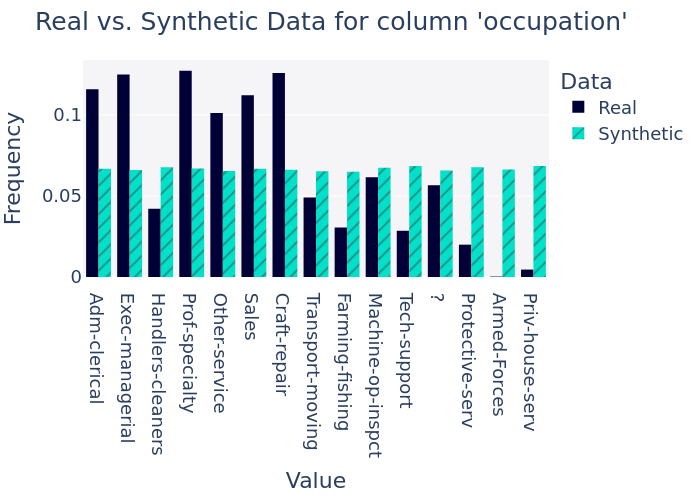 Real vs. Synthetic Data for column 'occupation'
Data
Real
Synthetic
Frequency
0.1
0.05
0
Adm-clerical
Exec-managerial
Handlers-cleaners
Prof-specialty
Other-service
Sales
Craft-repair
Transport-moving
Farming-fishing
Machine-op-inspct
Tech-support
?
Protective-serv
Armed-Forces
Priv-house-serv
Value